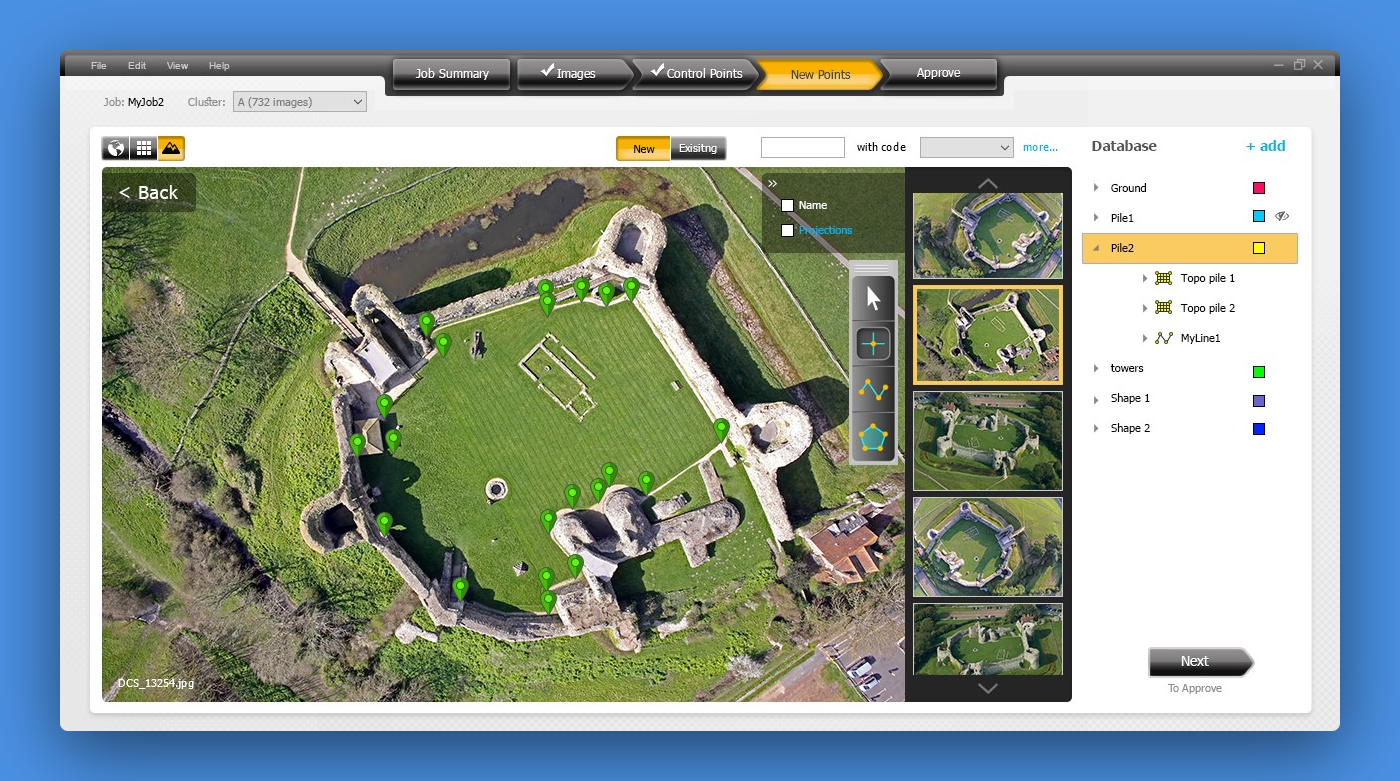 File Edit View Help
Job Summary Images Control Points New Points Approve
Job: MyJob2 Cluster: A (732 images)
New Exisitng with code more...
Database + add
< Back
»
Name
Projections
Ground
Pile1
Pile2
Topo pile 1
Topo pile 2
MyLine1
towers
Shape 1
Shape 2
DCS_13254.jpg
Next
To Approve